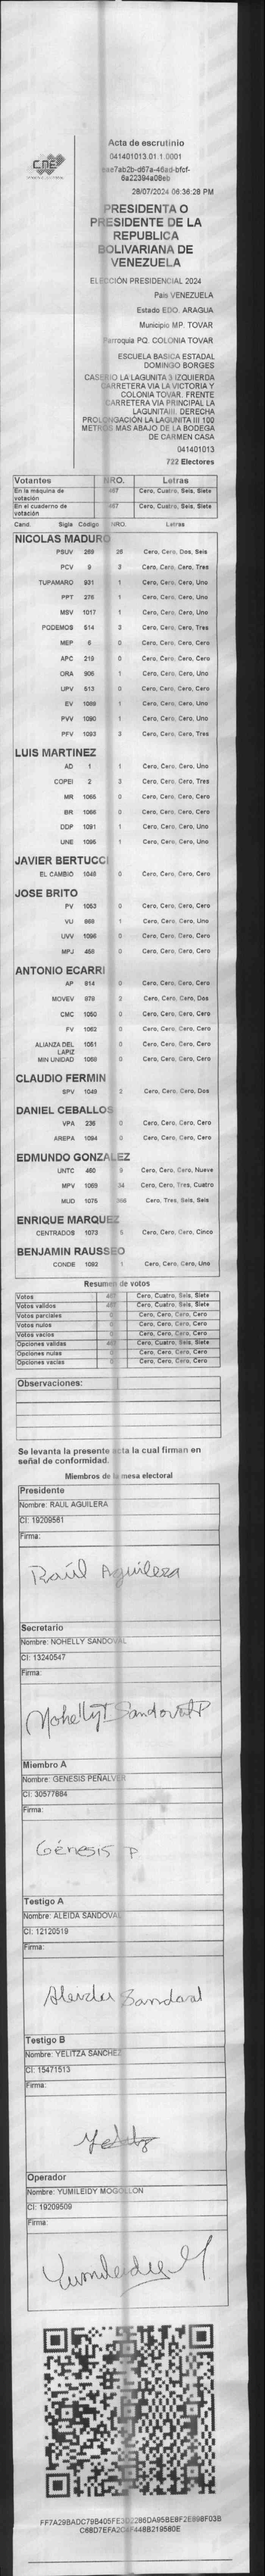 CNE
Acta de escrutinio
041401013.01.1.0001
6a22394a08eb
28/07/2024 06:36:28 PM
PRESIDENTA O
PRESIDENTE DE LA
REPUBLICA
BOLIVARIANA DE
VENEZUELA
ELECCIÓN PRESIDENCIAL 2024
País VENEZUELA
Estado EDO. ARAGUA
Municipio MP. TOVAR
Parroquia PQ. COLONIA TOVAR
ESCUELA BASICA ESTADAL
DOMINGO BORGES
CASERIO LA LAGUNITA 3 IZQUIERDA
CARRETERA VIA LA VICTORIA Y
COLONIA TOVAR. FRENTE
CARRETERA VIA PRINCIPAL LA
LAGUNITAIII. DERECHA
PROLONGACIÓN LA LAGUNITA III 100
METROS MAS ABAJO DE LA BODEGA
DE CARMEN CASA
041401013
722 Electores
Votantes NRO. Letras
En la máquina de votación 467 Cero, Cuatro, Seis, Siete
En el cuaderno de votación 467 Cero, Cuatro, Seis, Siete
Cand. Sigla Código NRO. Letras
NICOLAS MADURO
PSUV 269 26 Cero, Cero, Dos, Seis
PCV 9 3 Cero, Cero, Cero, Tres
TUPAMARO 931 1 Cero, Cero, Cero, Uno
PPT 276 1 Cero, Cero, Cero, Uno
MSV 1017 1 Cero, Cero, Cero, Uno
PODEMOS 514 3 Cero, Cero, Cero, Tres
MEP 6 0 Cero, Cero, Cero, Cero
APC 219 0 Cero, Cero, Cero, Cero
ORA 906 1 Cero, Cero, Cero, Uno
UPV 513 0 Cero, Cero, Cero, Cero
EV 1089 1 Cero, Cero, Cero, Uno
PVV 1090 1 Cero, Cero, Cero, Uno
PFV 1093 3 Cero, Cero, Cero, Tres
LUIS MARTINEZ
AD 1 1 Cero, Cero, Cero, Uno
COPEI 2 3 Cero, Cero, Cero, Tres
MR 1065 0 Cero, Cero, Cero, Cero
BR 1066 0 Cero, Cero, Cero, Cero
DDP 1091 1 Cero, Cero, Cero, Uno
UNE 1095 1 Cero, Cero, Cero, Uno
JAVIER BERTUCCI
EL CAMBIO 1048 0 Cero, Cero, Cero, Cero
JOSE BRITO
PV 1053 0 Cero, Cero, Cero, Cero
VU 868 1 Cero, Cero, Cero, Uno
UVV 1096 0 Cero, Cero, Cero, Cero
MPJ 456 0 Cero, Cero, Cero, Cero
ANTONIO ECARRI
AP 814 0 Cero, Cero, Cero, Cero
MOVEV 878 2 Cero, Cero, Cero, Dos
CMC 1050 0 Cero, Cero, Cero, Cero
FV 1062 0 Cero, Cero, Cero, Cero
ALIANZA DEL LAPIZ 1061 0 Cero, Cero, Cero, Cero
MIN UNIDAD 1068 0 Cero, Cero, Cero, Cero
CLAUDIO FERMIN
SPV 1049 2 Cero, Cero, Cero, Dos
DANIEL CEBALLOS
VPA 236 0 Cero, Cero, Cero, Cero
AREPA 1094 0 Cero, Cero, Cero, Cero
EDMUNDO GONZALEZ
UNTC 460 9 Cero, Cero, Cero, Nueve
MPV 1069 34 Cero, Cero, Tres, Cuatro
MUD 1075 366 Cero, Tres, Seis, Seis
ENRIQUE MARQUEZ
CENTRADOS 1073 5 Cero, Cero, Cero, Cinco
BENJAMIN RAUSSEO
CONDE 1092 1 Cero, Cero, Cero, Uno
Resumen de votos
Votos 467 Cero, Cuatro, Seis, Siete
Votos validos 467 Cero, Cuatro, Seis, Siete
Votos parciales 0 Cero, Cero, Cero, Cero
Votos nulos 0 Cero, Cero, Cero, Cero
Votos vacios 0 Cero, Cero, Cero, Cero
Opciones validas 467 Cero, Cuatro, Seis, Siete
Opciones nulas 0 Cero, Cero, Cero, Cero
Opciones vacias 0 Cero, Cero, Cero, Cero
Observaciones:
Se levanta la presente acta la cual firman en
señal de conformidad.
Miembros de la mesa electoral
Presidente
Nombre: RAUL AGUILERA
CI: 19209561
Firma:
Raúl Aguilera
Secretario
Nombre: NOHELLY SANDOVAL
CI: 13240547
Firma:
Nohelly T Sandoval P
Miembro A
Nombre: GENESIS PEÑALVER
CI: 30577884
Firma:
Génesis P
Testigo A
Nombre: ALEIDA SANDOVAL
CI: 12120519
Firma:
Aleida Sandoval
Testigo B
Nombre: YELITZA SANCHEZ
CI: 15471513
Firma:
Operador
Nombre: YUMILEIDY MOGOLLON
CI: 19209509
Firma:
Yumileidy M